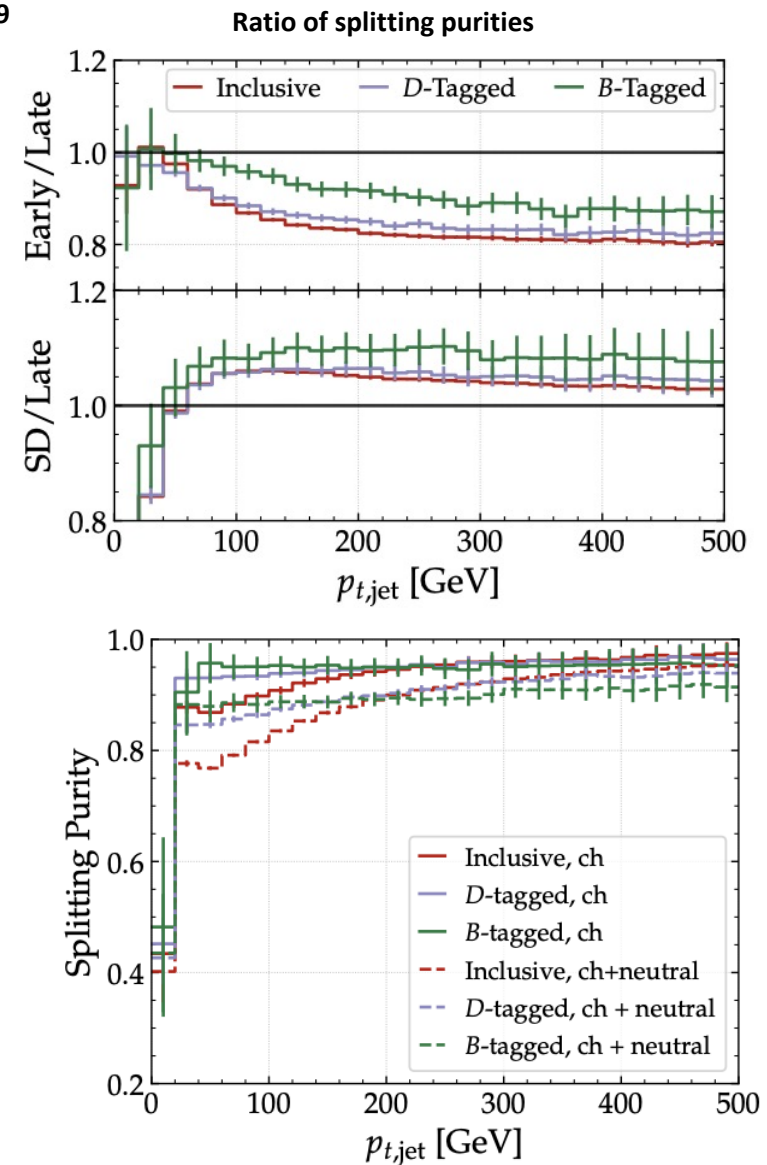 9
Ratio of splitting purities
1.2
Inclusive D-Tagged B-Tagged
1.0
Early/Late
0.8
1.2
SD/Late
1.0
0.8
0 100 200 300 400 500
p_{t,jet} [GeV]
1.0
0.8
Splitting Purity
0.6
Inclusive, ch
D-tagged, ch
B-tagged, ch
0.4
Inclusive, ch+neutral
D-tagged, ch + neutral
B-tagged, ch + neutral
0.2
0 100 200 300 400 500
p_{t,jet} [GeV]